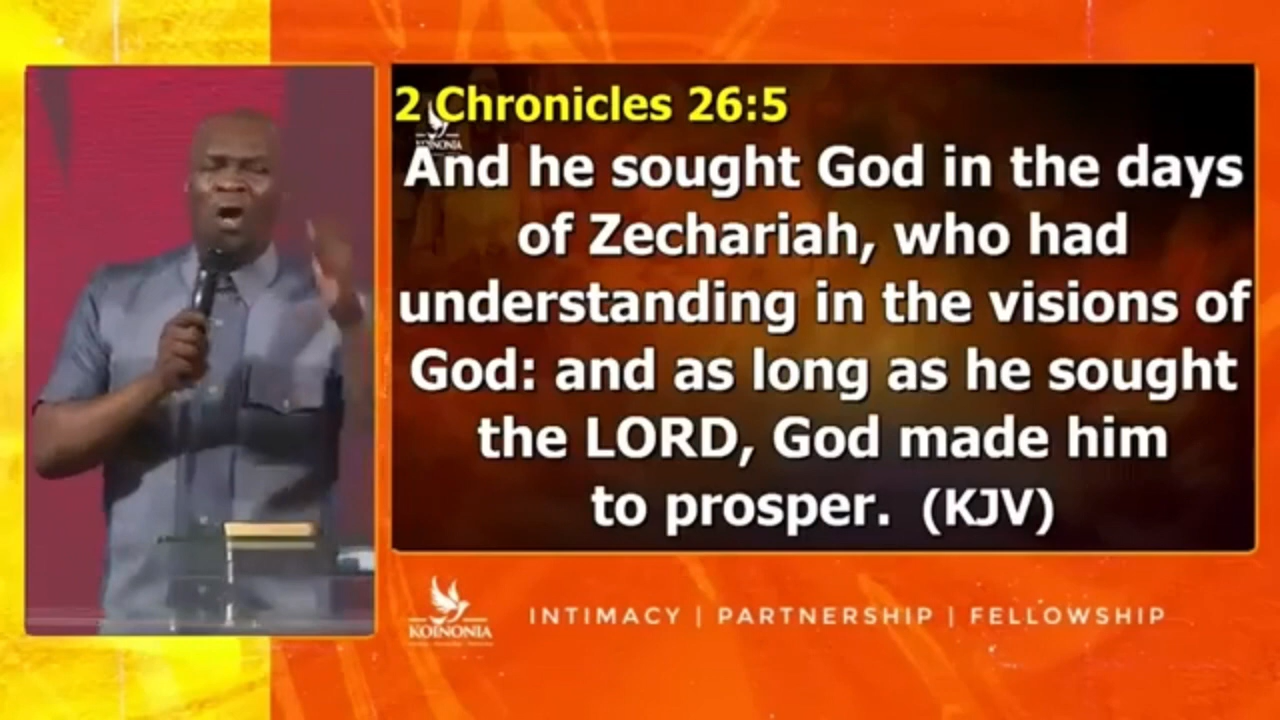 2 Chronicles 26:5
KOINONIA
And he sought God in the days
of Zechariah, who had
understanding in the visions of
God: and as long as he sought
the LORD, God made him
to prosper. (KJV)
KOINONIA
INTIMACY | PARTNERSHIP | FELLOWSHIP